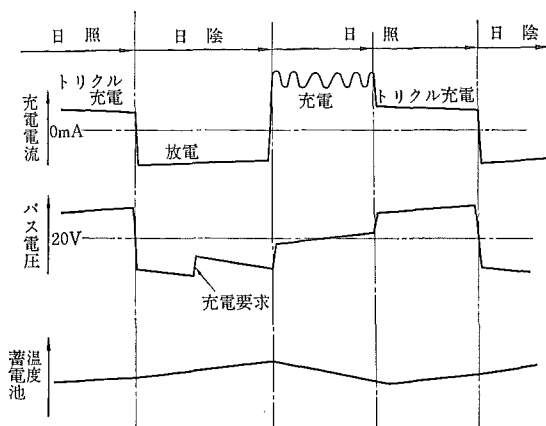 日照
日陰
日照
日陰
トリクル
充電
充電
トリクル充電
充電電流
0mA
放電
バス電圧
20V
充電要求
蓄電池
温度